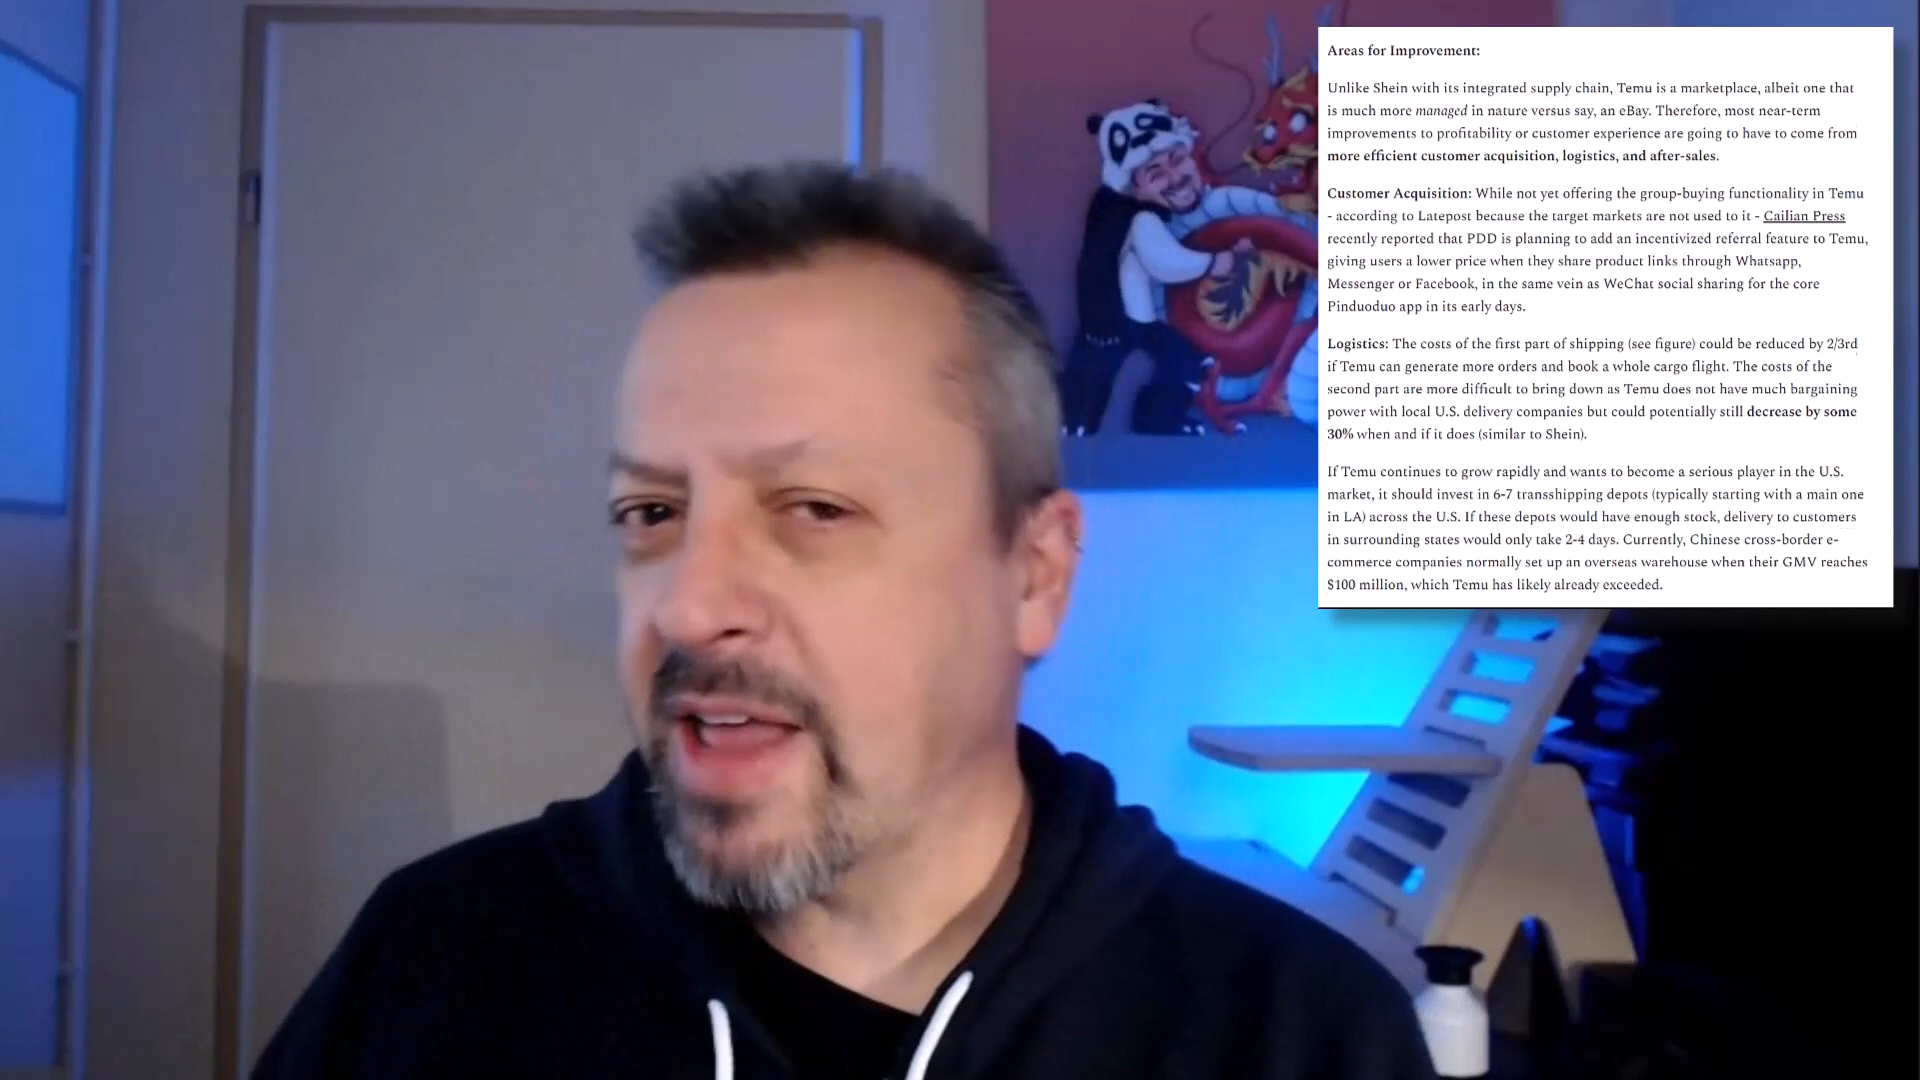 Areas for Improvement:
Unlike Shein with its integrated supply chain, Temu is a marketplace, albeit one that
is much more managed in nature versus say, an eBay. Therefore, most near-term
improvements to profitability or customer experience are going to have to come from
more efficient customer acquisition, logistics, and after-sales.
Customer Acquisition: While not yet offering the group-buying functionality in Temu
- according to Latepost because the target markets are not used to it - Cailian Press
recently reported that PDD is planning to add an incentivized referral feature to Temu,
giving users a lower price when they share product links through Whatsapp,
Messenger or Facebook, in the same vein as WeChat social sharing for the core
Pinduoduo app in its early days.
Logistics: The costs of the first part of shipping (see figure) could be reduced by 2/3rd
if Temu can generate more orders and book a whole cargo flight. The costs of the
second part are more difficult to bring down as Temu does not have much bargaining
power with local U.S. delivery companies but could potentially still decrease by some
30% when and if it does (similar to Shein).
If Temu continues to grow rapidly and wants to become a serious player in the U.S.
market, it should invest in 6-7 transshipping depots (typically starting with a main one
in LA) across the U.S. If these depots would have enough stock, delivery to customers
in surrounding states would only take 2-4 days. Currently, Chinese cross-border e-
commerce companies normally set up an overseas warehouse when their GMV reaches
$100 million, which Temu has likely already exceeded.